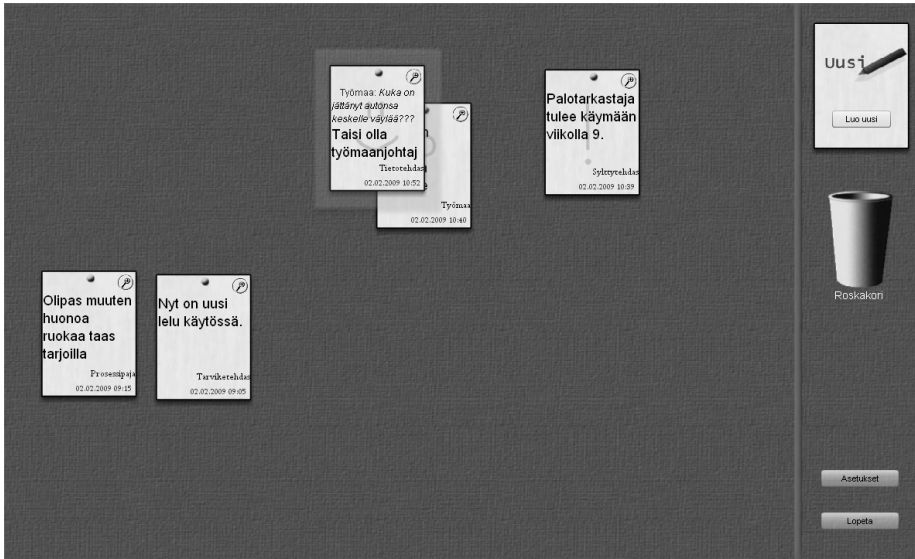 Työmaa: Kuka on
jättänyt autonsa
keskelle väylää???
Taisi olla
työmaanjohtaj
Tietotehdas
02.02.2009 10:52
Työmaa
02.02.2009 10:40
Palotarkastaja
tulee käymään
viikolla 9.
Sylttytehdas
02.02.2009 10:39
Olipas muuten
huonoa
ruokaa taas
tarjoilla
Prosessipaja
02.02.2009 09:15
Nyt on uusi
lelu käytössä.
Tarviketehdas
02.02.2009 09:05
Uusi
Luo uusi
Roskakori
Asetukset
Lopeta